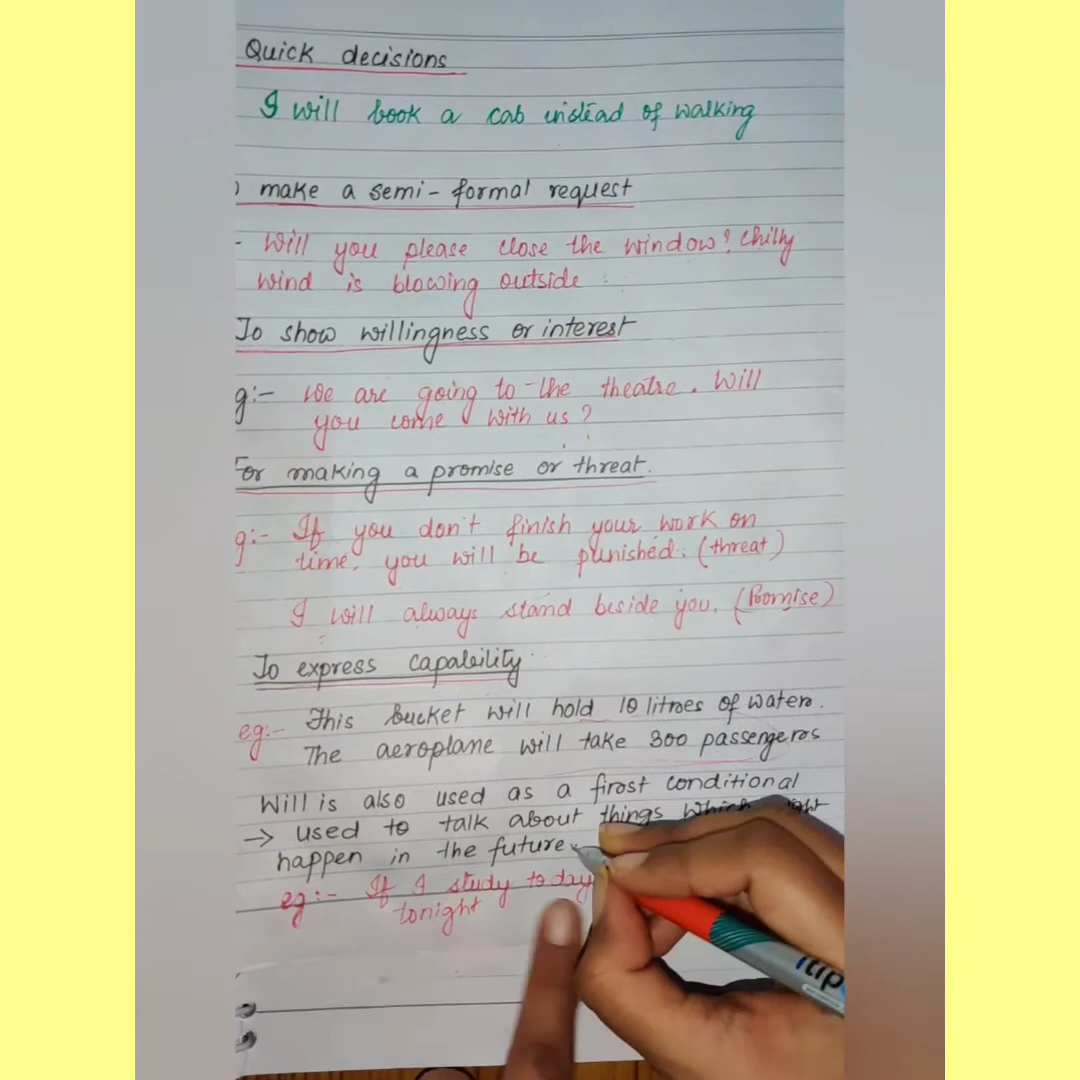 Quick decisions
I will book a cab instead of walking
) make a semi-formal request
- Will you please close the window? Chilly
wind is blowing outside.
To show willingness or interest
g:- We are going to the theatre. Will
you come with us?
For making a promise or threat.
g:- If you don't finish your work on
time, you will be punished. (threat)
I will always stand beside you. (Promise)
To express capability
eg:- This bucket will hold 10 litres of water.
The aeroplane will take 300 passengers
Will is also used as a first conditional
→ used to talk about things which
happen in the future
eg:- If I study today
tonight